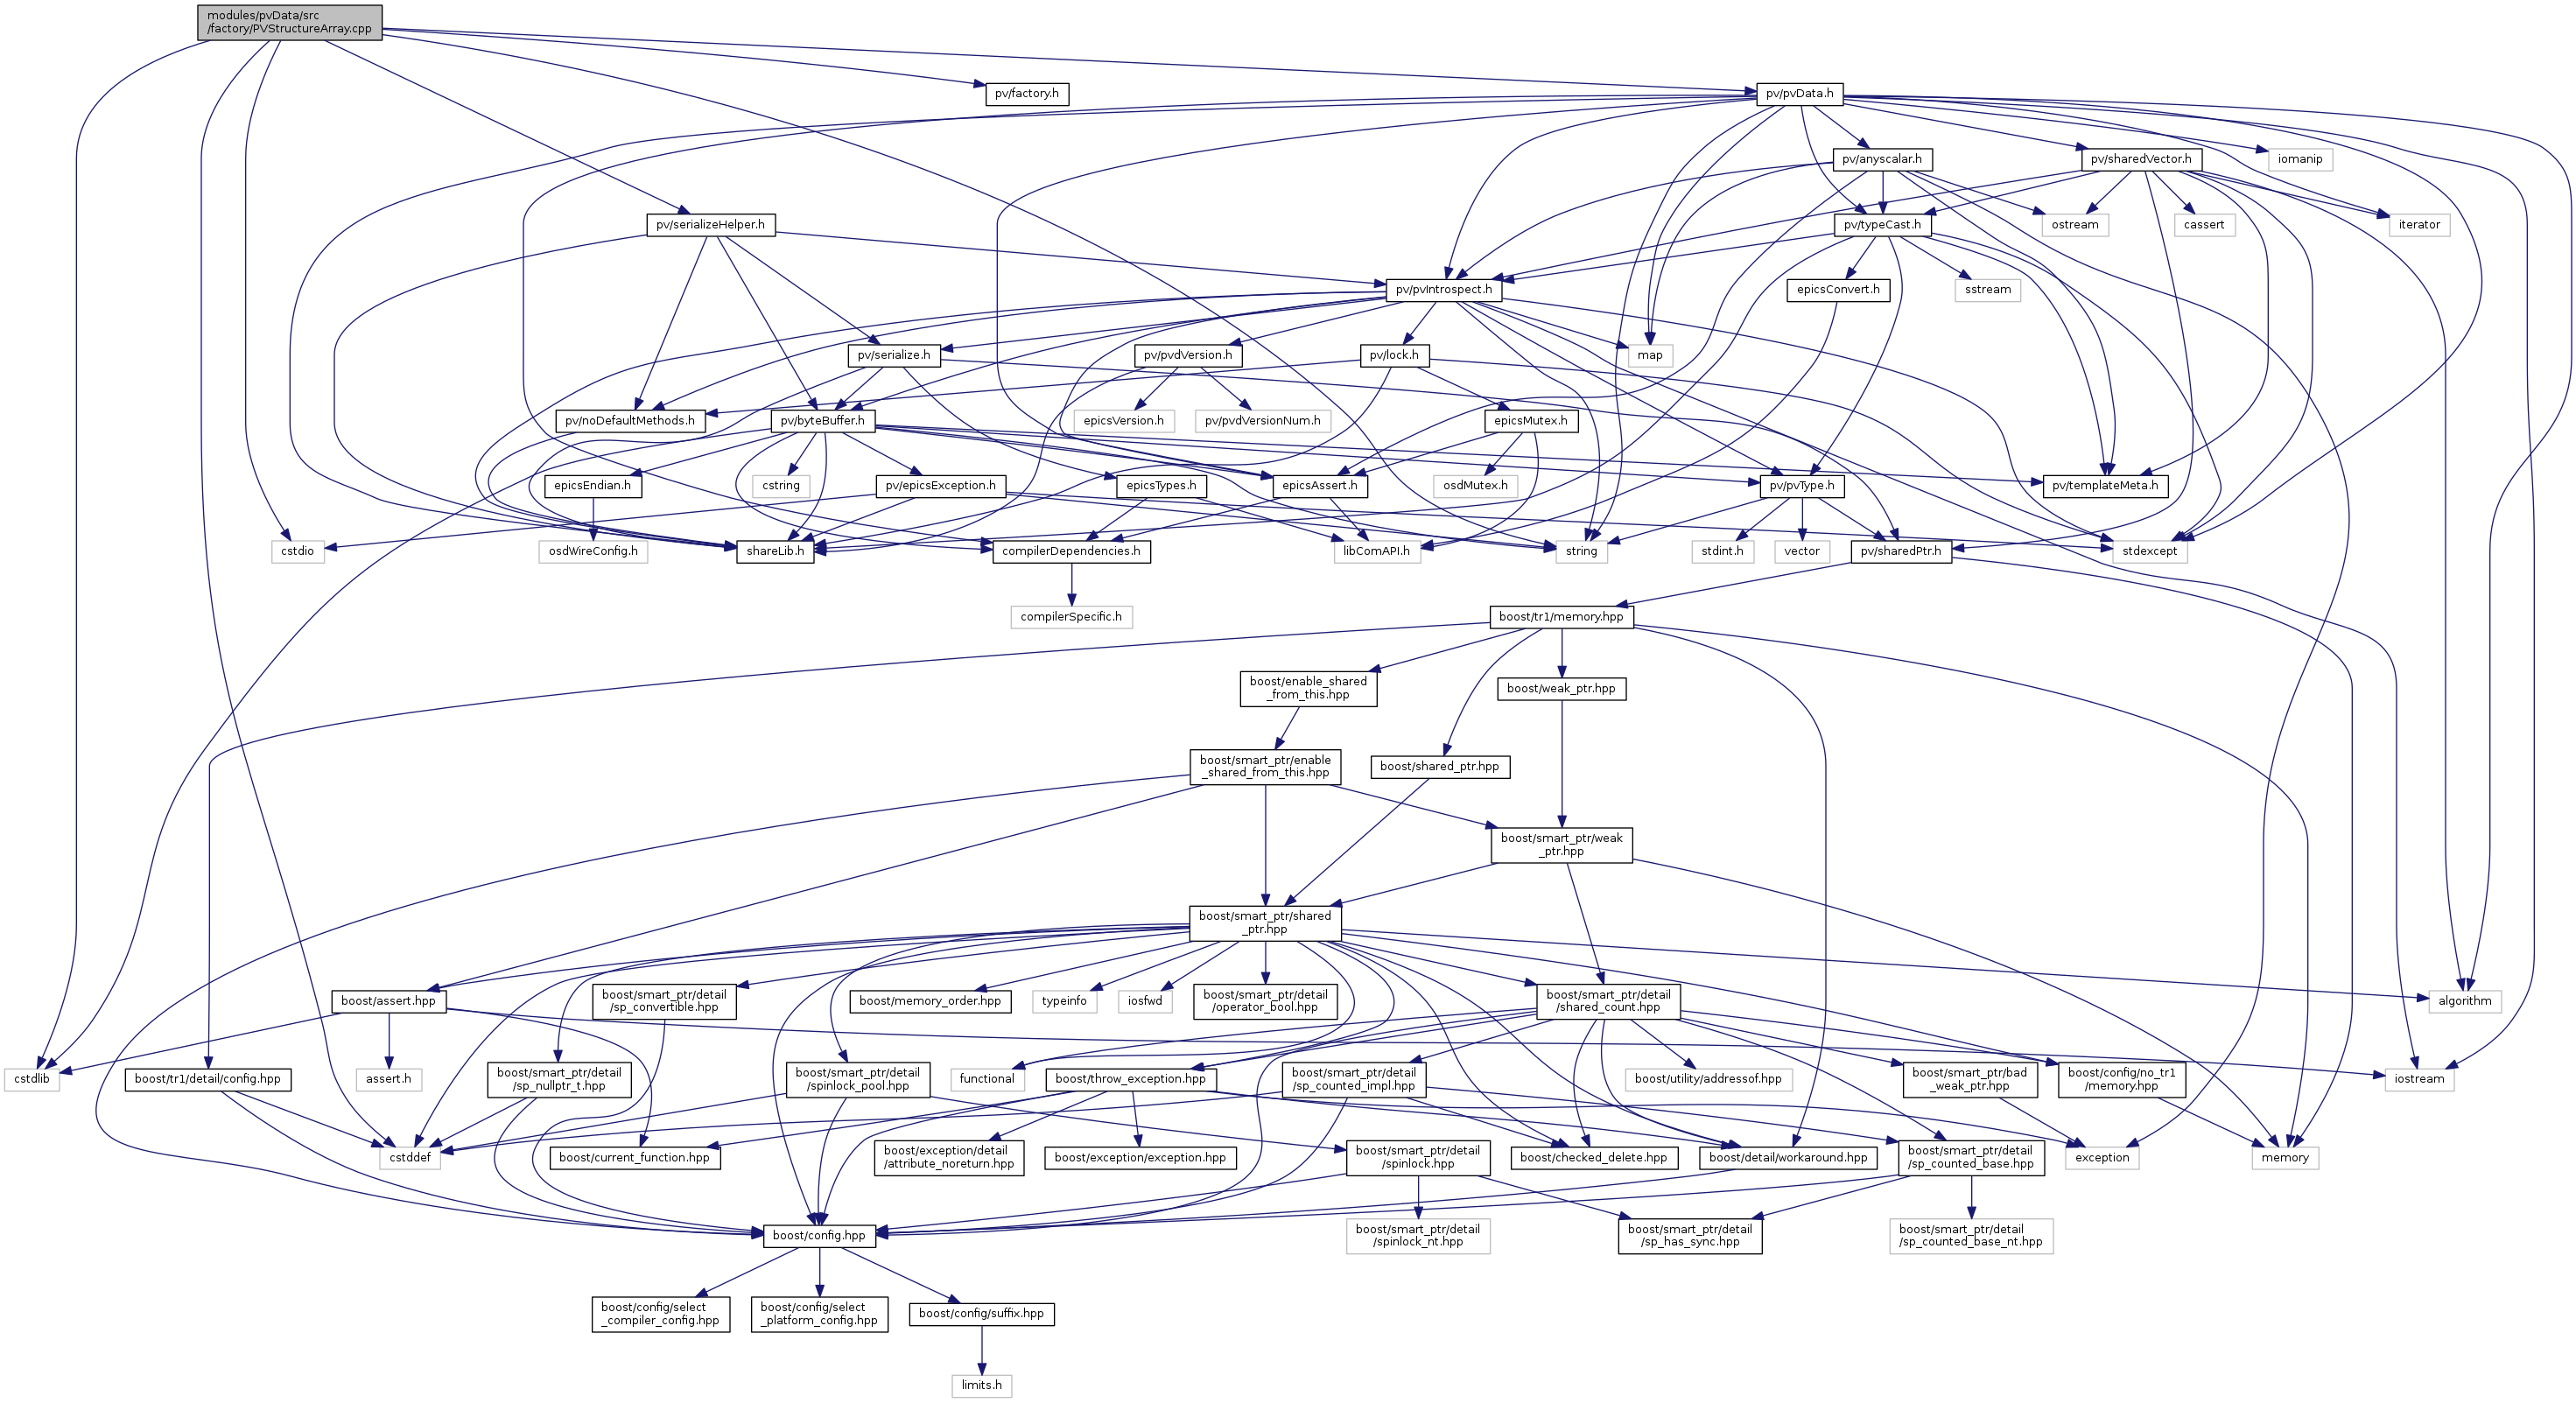 modules/pvData/src
/factory/PVStructureArray.cpp
pv/factory.h
pv/pvData.h
pv/anyscalar.h
pv/sharedVector.h
iomanip
pv/serializeHelper.h
pv/typeCast.h
ostream
cassert
iterator
pv/pvIntrospect.h
epicsConvert.h
sstream
pv/serialize.h
pv/pvdVersion.h
pv/lock.h
map
pv/noDefaultMethods.h
pv/byteBuffer.h
epicsVersion.h
pv/pvdVersionNum.h
epicsMutex.h
epicsEndian.h
cstring
pv/epicsException.h
epicsTypes.h
epicsAssert.h
osdMutex.h
pv/pvType.h
pv/templateMeta.h
cstdio
osdWireConfig.h
shareLib.h
compilerDependencies.h
libComAPI.h
string
stdint.h
vector
pv/sharedPtr.h
stdexcept
compilerSpecific.h
boost/tr1/memory.hpp
boost/enable_shared
_from_this.hpp
boost/weak_ptr.hpp
boost/smart_ptr/enable
_shared_from_this.hpp
boost/shared_ptr.hpp
boost/smart_ptr/weak
_ptr.hpp
boost/smart_ptr/shared
_ptr.hpp
boost/assert.hpp
boost/smart_ptr/detail
/sp_convertible.hpp
boost/memory_order.hpp
typeinfo
iosfwd
boost/smart_ptr/detail
/operator_bool.hpp
boost/smart_ptr/detail
/shared_count.hpp
algorithm
cstdlib
boost/tr1/detail/config.hpp
assert.h
boost/smart_ptr/detail
/sp_nullptr_t.hpp
boost/smart_ptr/detail
/spinlock_pool.hpp
functional
boost/throw_exception.hpp
boost/smart_ptr/detail
/sp_counted_impl.hpp
boost/utility/addressof.hpp
boost/smart_ptr/bad
_weak_ptr.hpp
boost/config/no_tr1
/memory.hpp
iostream
cstddef
boost/current_function.hpp
boost/exception/detail
/attribute_noreturn.hpp
boost/exception/exception.hpp
boost/smart_ptr/detail
/spinlock.hpp
boost/checked_delete.hpp
boost/detail/workaround.hpp
boost/smart_ptr/detail
/sp_counted_base.hpp
exception
memory
boost/config.hpp
boost/smart_ptr/detail
/spinlock_nt.hpp
boost/smart_ptr/detail
/sp_has_sync.hpp
boost/smart_ptr/detail
/sp_counted_base_nt.hpp
boost/config/select
_compiler_config.hpp
boost/config/select
_platform_config.hpp
boost/config/suffix.hpp
limits.h